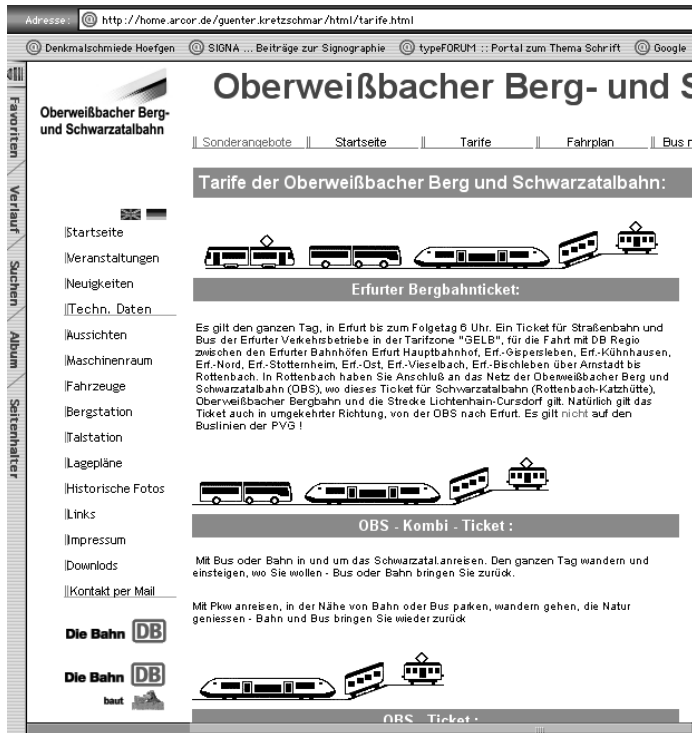 Adresse: @ http://home.arcor.de/guenter.kretzschmar/html/tarife.html
@ Denkmalschmiede Hoefgen @ SIGNA ... Beiträge zur Signographie @ typeFORUM :: Portal zum Thema Schrift @ Google
Favoriten
Verlauf
Suchen
Album
Seitenhalter
Oberweißbacher Berg-
und Schwarzatalbahn
Startseite
Veranstaltungen
Neuigkeiten
Techn. Daten
Aussichten
Maschinenraum
Fahrzeuge
Bergstation
Talstation
Lagepläne
Historische Fotos
Links
Impressum
Downlods
Kontakt per Mail
Die Bahn DB
Die Bahn DB
baut
Oberweißbacher Berg- und S
|| Sonderangebote || Startseite || Tarife || Fahrplan || Bus n
Tarife der Oberweißbacher Berg und Schwarzatalbahn:
Erfurter Bergbahnticket:
Es gilt den ganzen Tag, in Erfurt bis zum Folgetag 6 Uhr. Ein Ticket für Straßenbahn und
Bus der Erfurter Verkehrsbetriebe in der Tarifzone "GELB", für die Fahrt mit DB Regio
zwischen den Erfurter Bahnhöfen Erfurt Hauptbahnhof, Erf.-Gispersleben, Erf.-Kühnhausen,
Erf.-Nord, Erf.-Stotternheim, Erf.-Ost, Erf.-Vieselbach, Erf.-Bischleben über Arnstadt bis
Rottenbach. In Rottenbach haben Sie Anschluß an das Netz der Oberweißbacher Berg und
Schwarzatalbahn (OBS), wo dieses Ticket für Schwarzatalbahn (Rottenbach-Katzhütte),
Oberweißbacher Bergbahn und die Strecke Lichtenhain-Cursdorf gilt. Natürlich gilt das
Ticket auch in umgekehrter Richtung, von der OBS nach Erfurt. Es gilt nicht auf den
Buslinien der PVG !
OBS - Kombi - Ticket :
Mit Bus oder Bahn in und um das Schwarzatal.anreisen. Den ganzen Tag wandern und
einsteigen, wo Sie wollen - Bus oder Bahn bringen Sie zurück.
Mit Pkw anreisen, in der Nähe von Bahn oder Bus parken, wandern gehen, die Natur
geniessen - Bahn und Bus bringen Sie wieder zurück
OBS - Ticket :